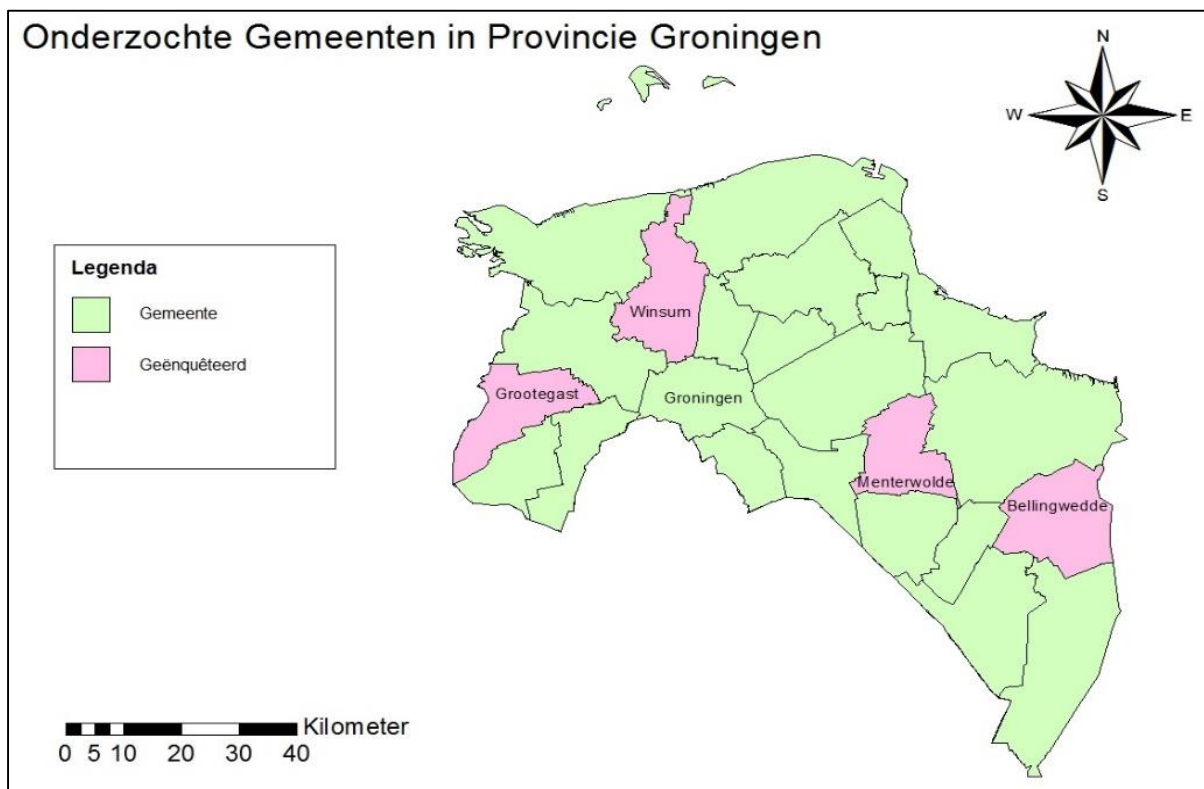 Onderzochte Gemeenten in Provincie Groningen
N
W E
S
Legenda
Gemeente
Geënquêteerd
Winsum
Grootegast
Groningen
Menterwolde
Bellingwedde
Kilometer
0 5 10 20 30 40